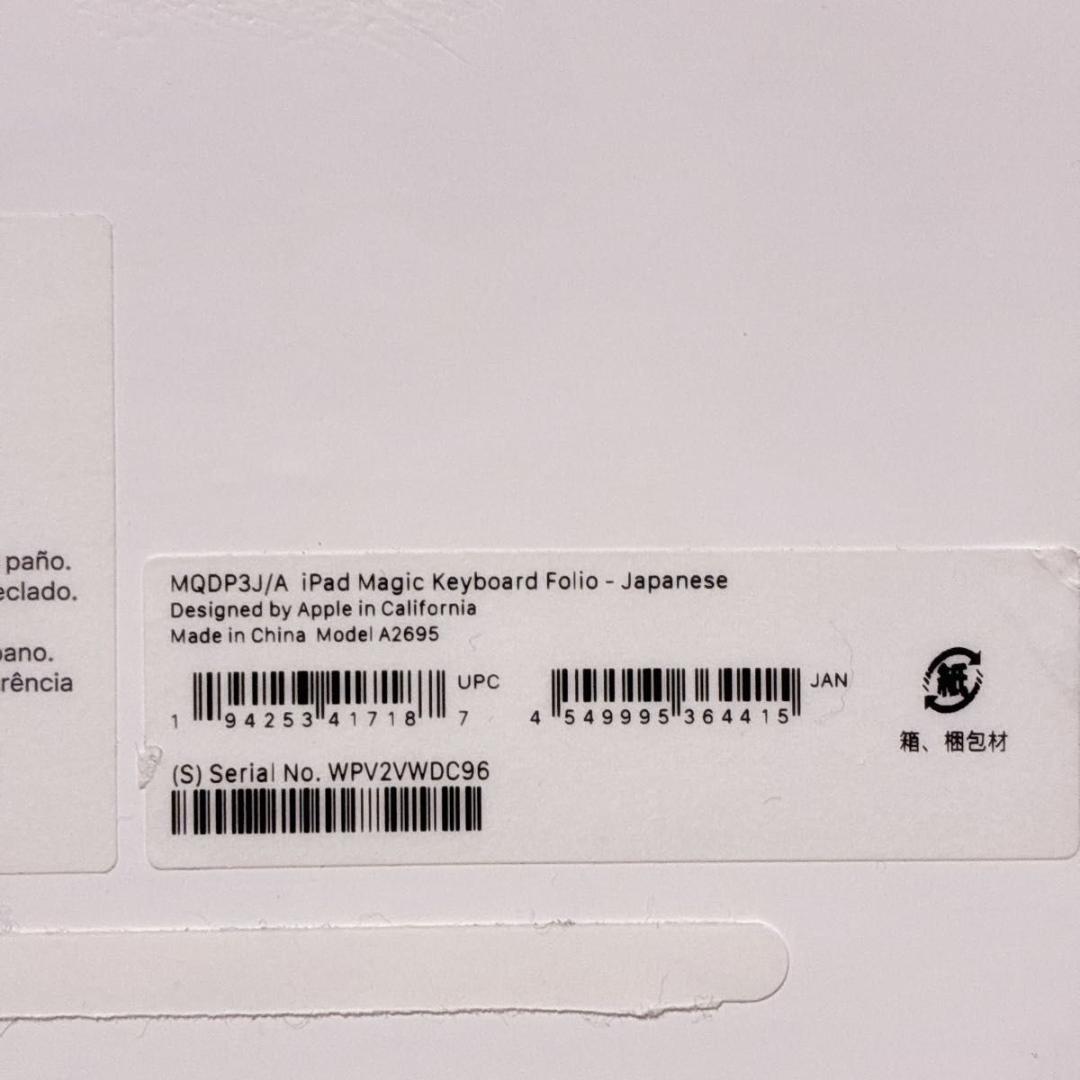 paño.
eclado.
pano.
rência
MQDP3J/A iPad Magic Keyboard Folio - Japanese
Designed by Apple in California
Made in China Model A2695
1 94253 41718 7 UPC
4 549995 364415 JAN
紙
箱、梱包材
(S) Serial No. WPV2VWDC96